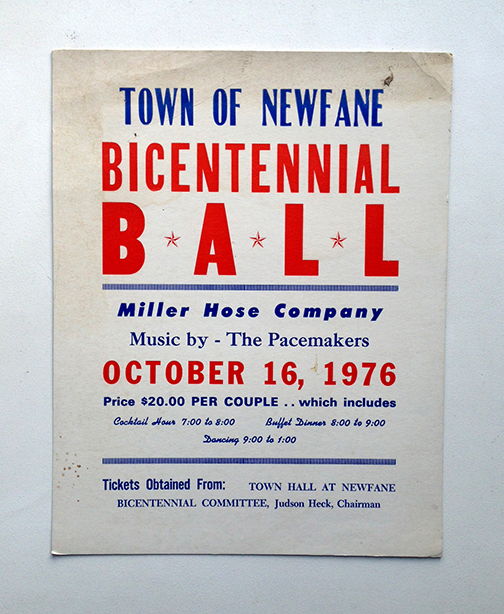 TOWN OF NEWFANE
BICENTENNIAL
B ☆ A ☆ L ☆ L
Miller Hose Company
Music by - The Pacemakers
OCTOBER 16, 1976
Price $20.00 PER COUPLE . . which includes
Cocktail Hour 7:00 to 8:00 Buffet Dinner 8:00 to 9:00
Dancing 9:00 to 1:00
Tickets Obtained From: TOWN HALL AT NEWFANE
BICENTENNIAL COMMITTEE, Judson Heck, Chairman